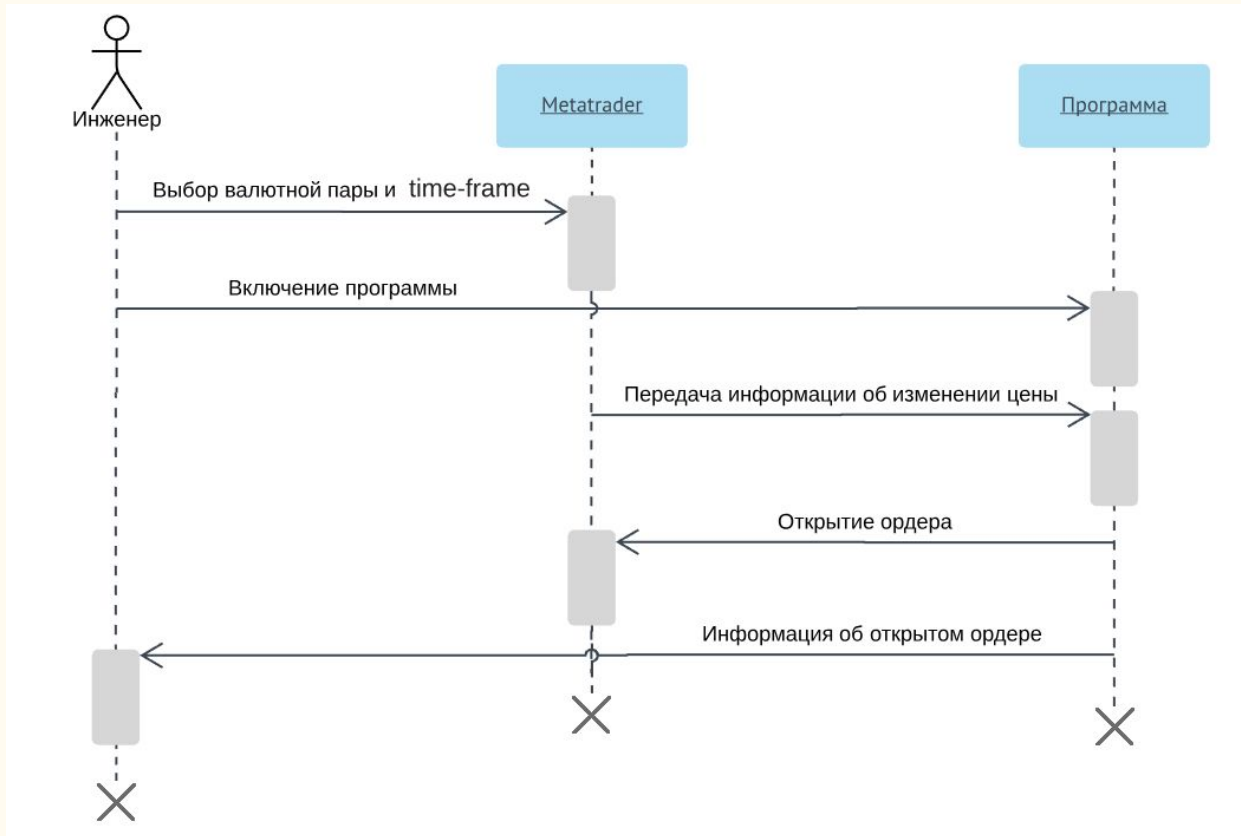 Инженер
Metatrader
Программа
Выбор валютной пары и time-frame
Включение программы
Передача информации об изменении цены
Открытие ордера
Информация об открытом ордере